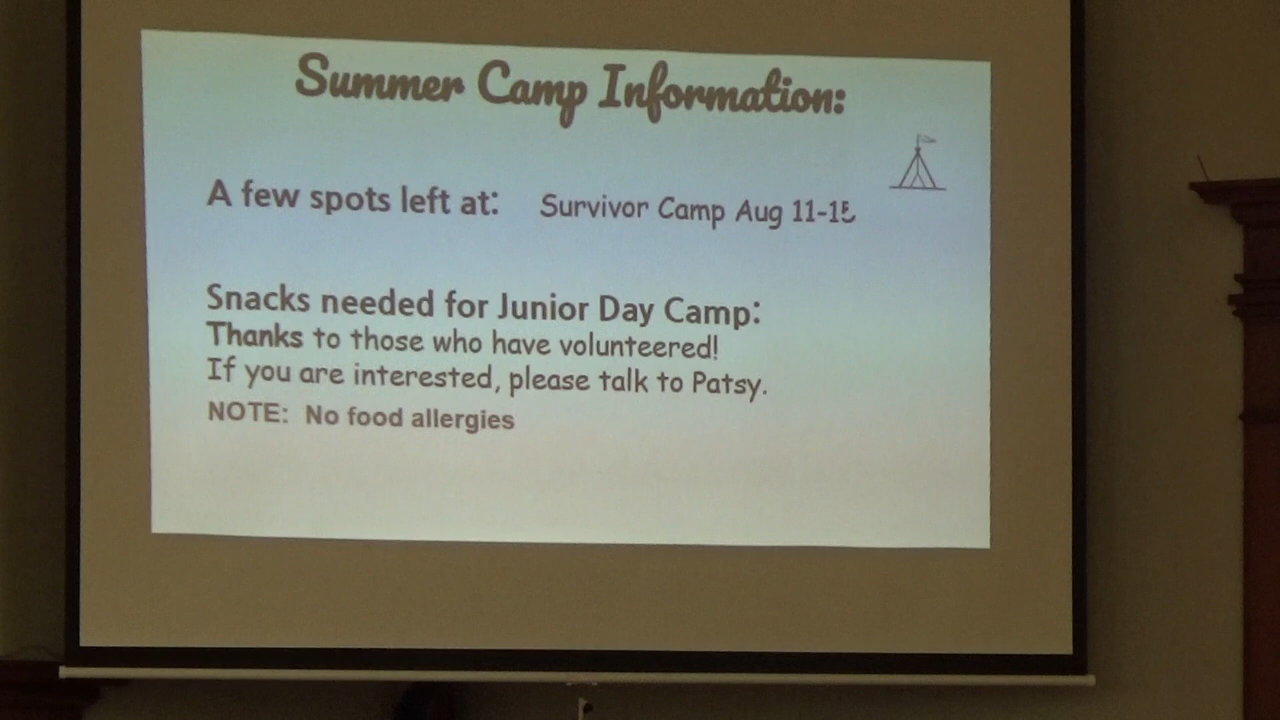 Summer Camp Information:
A few spots left at: Survivor Camp Aug 11-15
Snacks needed for Junior Day Camp:
Thanks to those who have volunteered!
If you are interested, please talk to Patsy.
NOTE: No food allergies